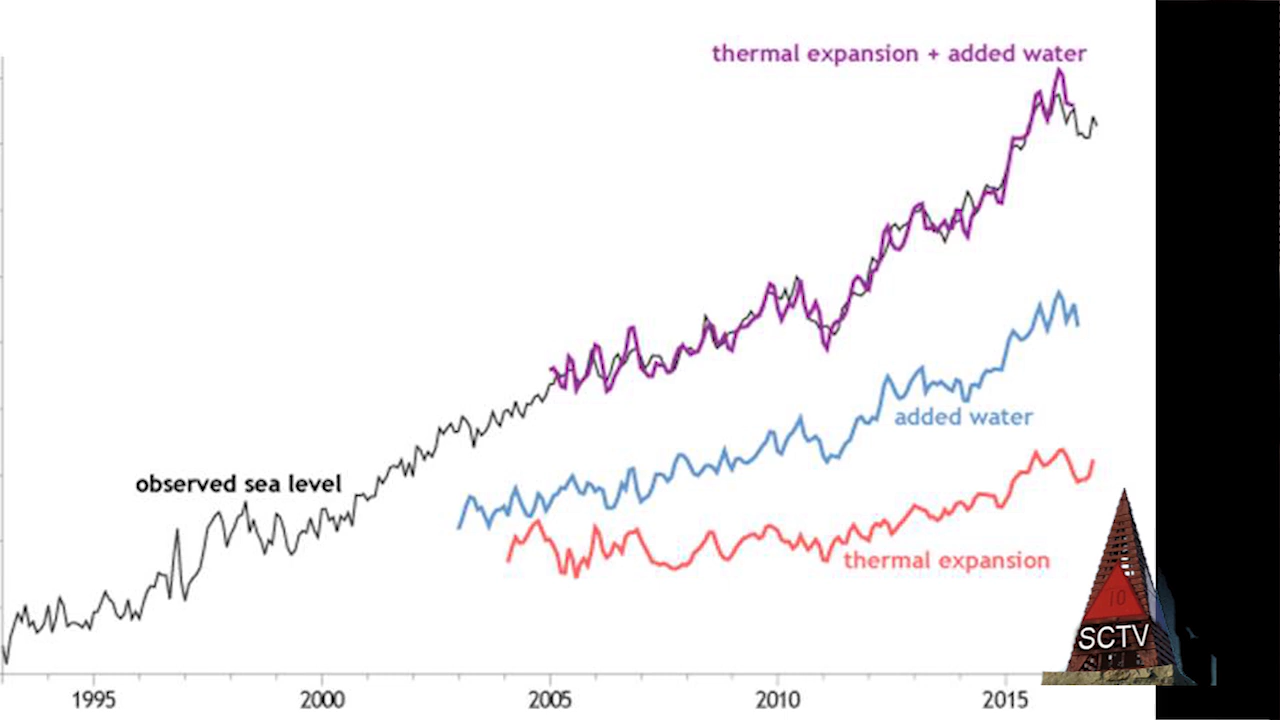 thermal expansion + added water
added water
observed sea level
thermal expansion
10
SCTV
1995 2000 2005 2010 2015